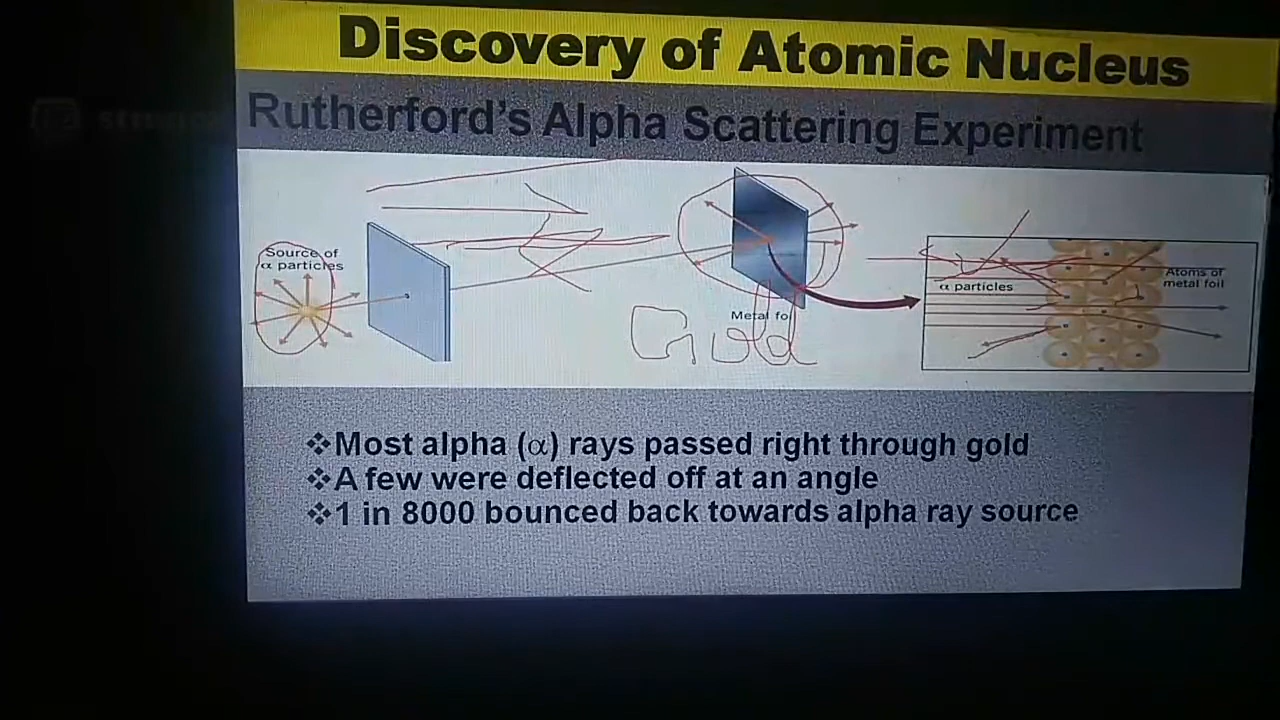 Discovery of Atomic Nucleus
Rutherford's Alpha Scattering Experiment
Source of
α particles
Metal foil
Gold
α particles
Atoms of
metal foil
❖Most alpha (α) rays passed right through gold
❖A few were deflected off at an angle
❖1 in 8000 bounced back towards alpha ray source